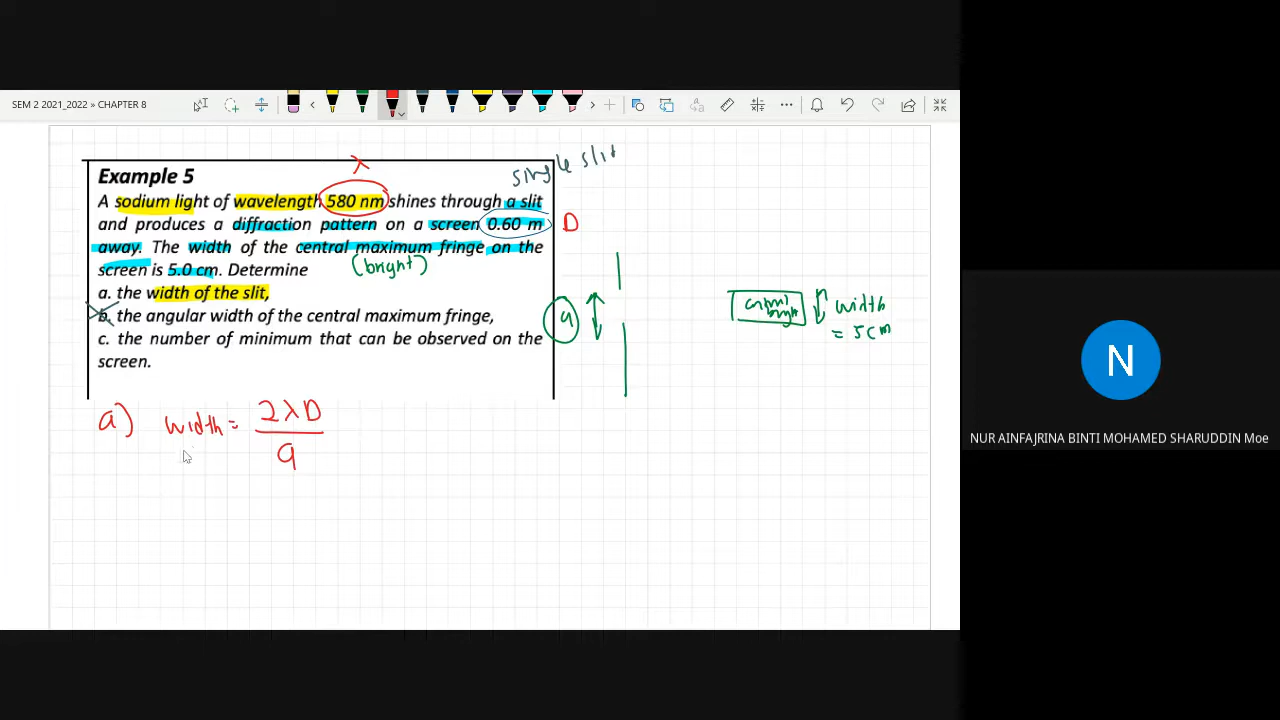 SEM 2 2021_2022 » CHAPTER 8
λ
single slit
Example 5
A sodium light of wavelength 580 nm shines through a slit
and produces a diffraction pattern on a screen 0.60 m
D
away. The width of the central maximum fringe on the
screen is 5.0 cm. Determine
(bright)
a. the width of the slit,
b. the angular width of the central maximum fringe,
c. the number of minimum that can be observed on the
screen.
a
central
bright
width
= 5 cm
a) width = 2λD
a
N
NUR AINFAJRINA BINTI MOHAMED SHARUDDIN Moe